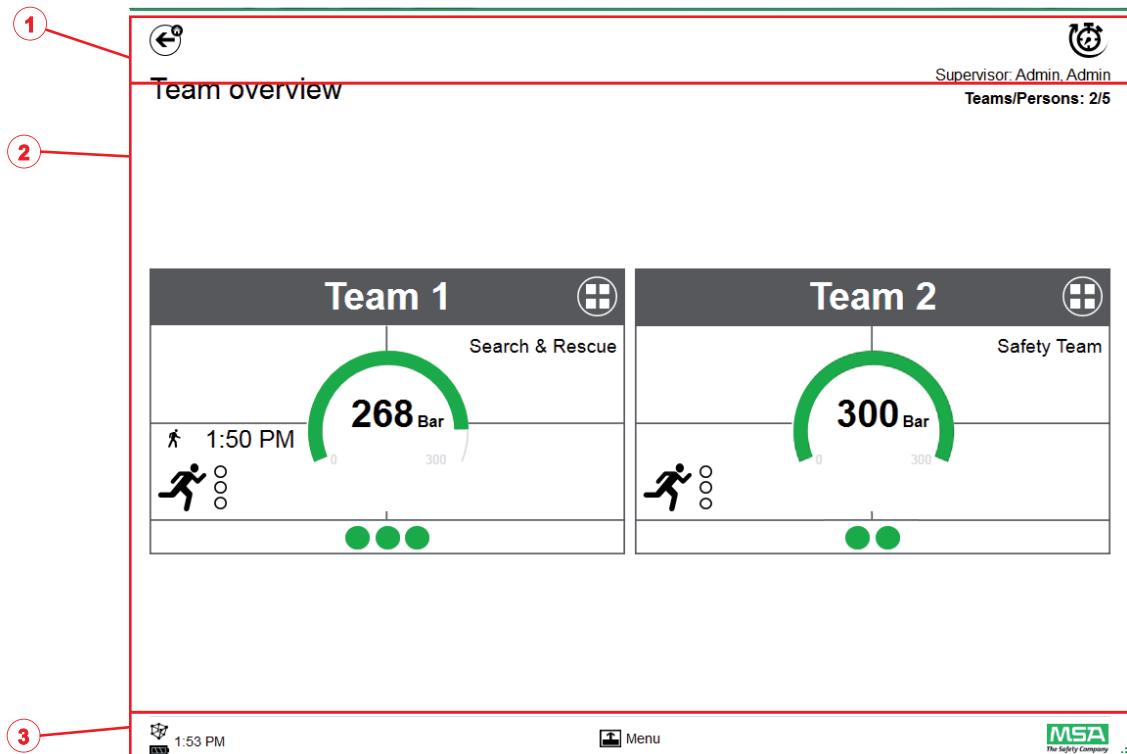 1
Supervisor: Admin, Admin
Team overview
Teams/Persons: 2/5
2
Team 1
Team 2
Search & Rescue
Safety Team
268 Bar
300 Bar
1:50 PM
0 300
0 300
3
1:53 PM
Menu
MSA
The Safety Company